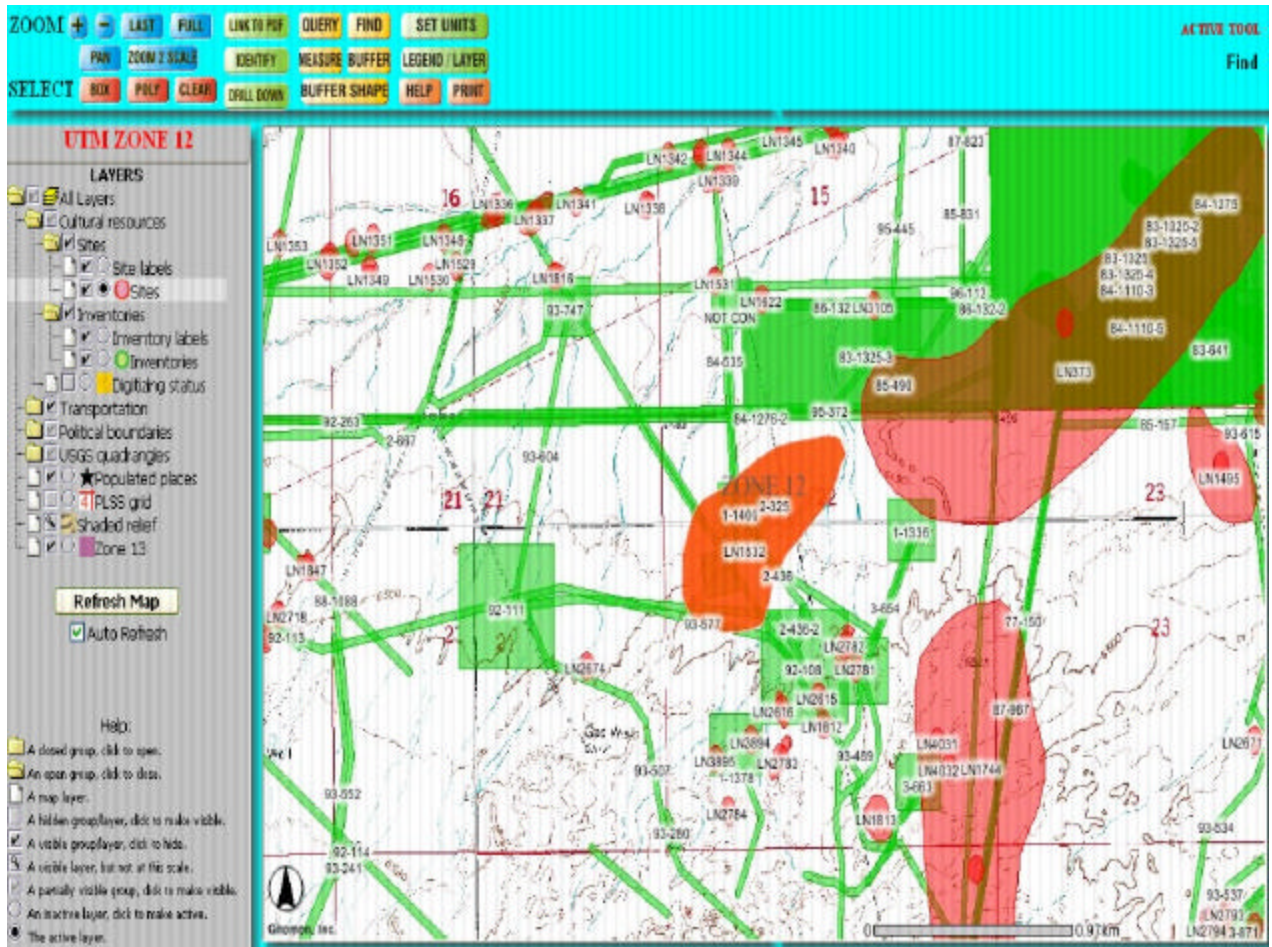 ZOOM + - LAST FULL LINK TO PDF QUERY FIND SET UNITS
ACTIVE TOOL
PAN ZOOM 2 SCALE IDENTIFY MEASURE BUFFER LEGEND / LAYER
Find
SELECT BOX POLY CLEAR DRILL DOWN BUFFER SHAPE HELP PRINT
UTM ZONE 12
LAYERS
All Layers
Cultural resources
Sites
Site labels
Sites
Inventories
Inventory labels
Inventories
Digitizing status
Transportation
Political boundaries
USGS quadrangles
Populated places
PLSS grid
Shaded relief
Zone 13
Refresh Map
Auto Refresh
Help:
A closed group, click to open.
An open group, click to close.
A map layer.
A hidden group/layer, click to make visible.
A visible group/layer, click to hide.
A visible layer, but not at this scale.
A partially visible group, click to make visible.
An inactive layer, click to make active.
The active layer.
LN1342
LN1344
LN1345
LN1340
87-823
LN1339
16
LN1336
LN1341
LN1338
15
84-1275
LN1337
85-831
83-1325-2
95-445
83-1325-5
LN1353
LN1351
LN1348
83-1325
LN1352
LN1529
83-1325-4
LN1349
LN1530
LN1816
LN1531
84-1110-3
96-112
LN1622
86-132
LN3105
86-132-2
93-747
NOT CON
84-1110-5
83-641
83-1325-3
84-535
LN373
85-490
92-263
84-1276-2
95-372
85-157
93-615
2-667
93-604
LN1495
ZONE 12
21
21
2-325
23
1-1400
1-1336
LN1532
LN1847
2-436
88-1088
92-111
3-654
LN2718
92-113
93-577
2-436-2
77-150
23
LN2782
LN2674
92-108
LN2781
LN2615
LN2616
87-987
LN1612
LN3894
LN4031
LN2671
LN3895
LN2783
93-469
93-507
1-1378
LN4032
LN1744
93-552
3-663
LN2784
LN1813
93-280
93-534
92-114
93-241
93-537
LN2793
LN2794
3-871
Gnomon, Inc.
0
0.97km